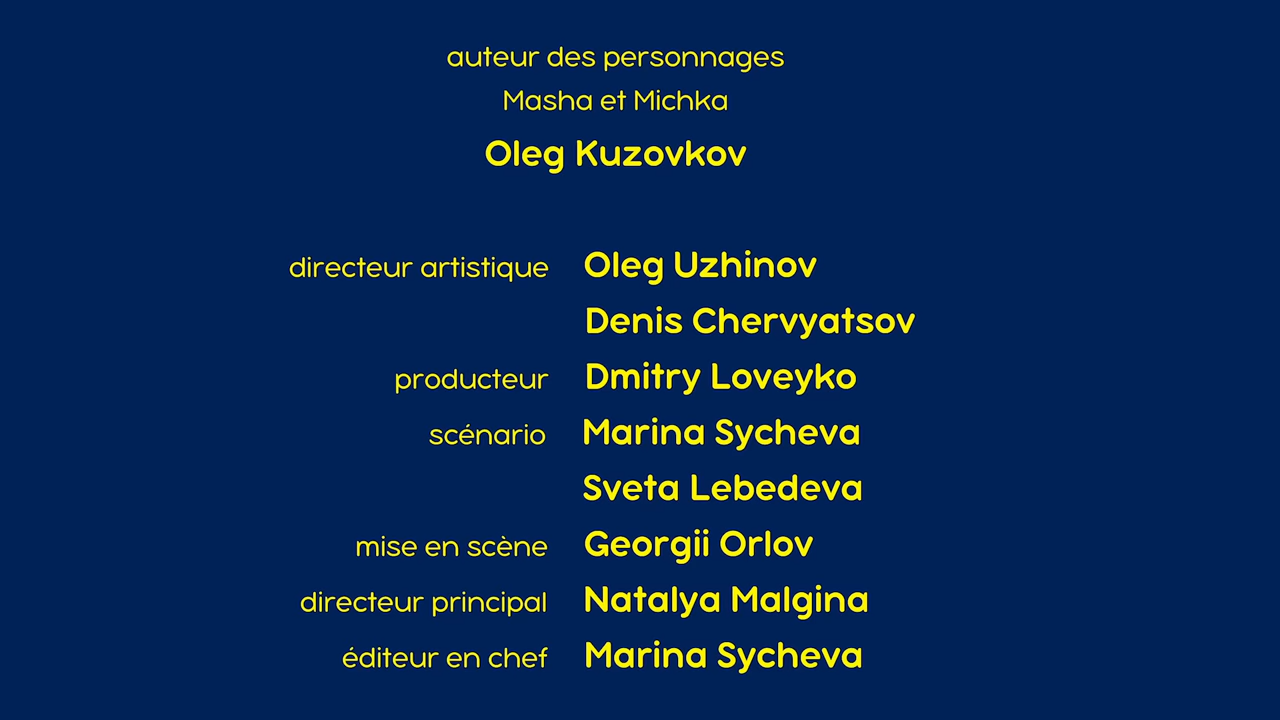 auteur des personnages
Masha et Michka
Oleg Kuzovkov
directeur artistique Oleg Uzhinov
Denis Chervyatsov
producteur Dmitry Loveyko
scénario Marina Sycheva
Sveta Lebedeva
mise en scène Georgii Orlov
directeur principal Natalya Malgina
éditeur en chef Marina Sycheva